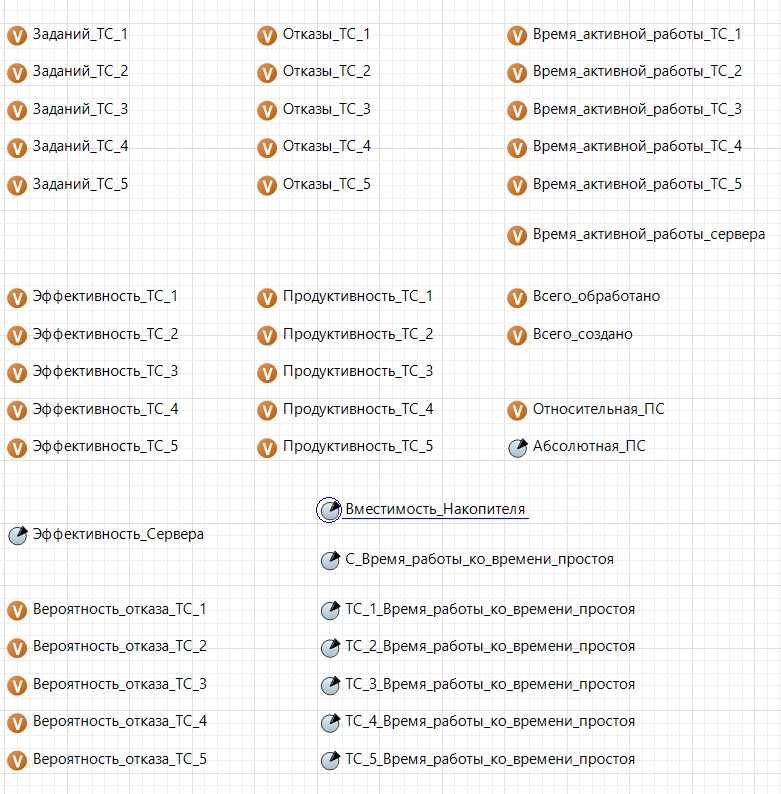 V Заданий_ТС_1 V Отказы_ТС_1 V Время_активной_работы_ТС_1
V Заданий_ТС_2 V Отказы_ТС_2 V Время_активной_работы_ТС_2
V Заданий_ТС_3 V Отказы_ТС_3 V Время_активной_работы_ТС_3
V Заданий_ТС_4 V Отказы_ТС_4 V Время_активной_работы_ТС_4
V Заданий_ТС_5 V Отказы_ТС_5 V Время_активной_работы_ТС_5
V Время_активной_работы_сервера
V Эффективность_ТС_1 V Продуктивность_ТС_1 V Всего_обработано
V Эффективность_ТС_2 V Продуктивность_ТС_2 V Всего_создано
V Эффективность_ТС_3 V Продуктивность_ТС_3
V Эффективность_ТС_4 V Продуктивность_ТС_4 V Относительная_ПС
V Эффективность_ТС_5 V Продуктивность_ТС_5 Абсолютная_ПС
Вместимость_Накопителя
Эффективность_Сервера
С_Время_работы_ко_времени_простоя
V Вероятность_отказа_ТС_1 ТС_1_Время_работы_ко_времени_простоя
V Вероятность_отказа_ТС_2 ТС_2_Время_работы_ко_времени_простоя
V Вероятность_отказа_ТС_3 ТС_3_Время_работы_ко_времени_простоя
V Вероятность_отказа_ТС_4 ТС_4_Время_работы_ко_времени_простоя
V Вероятность_отказа_ТС_5 ТС_5_Время_работы_ко_времени_простоя